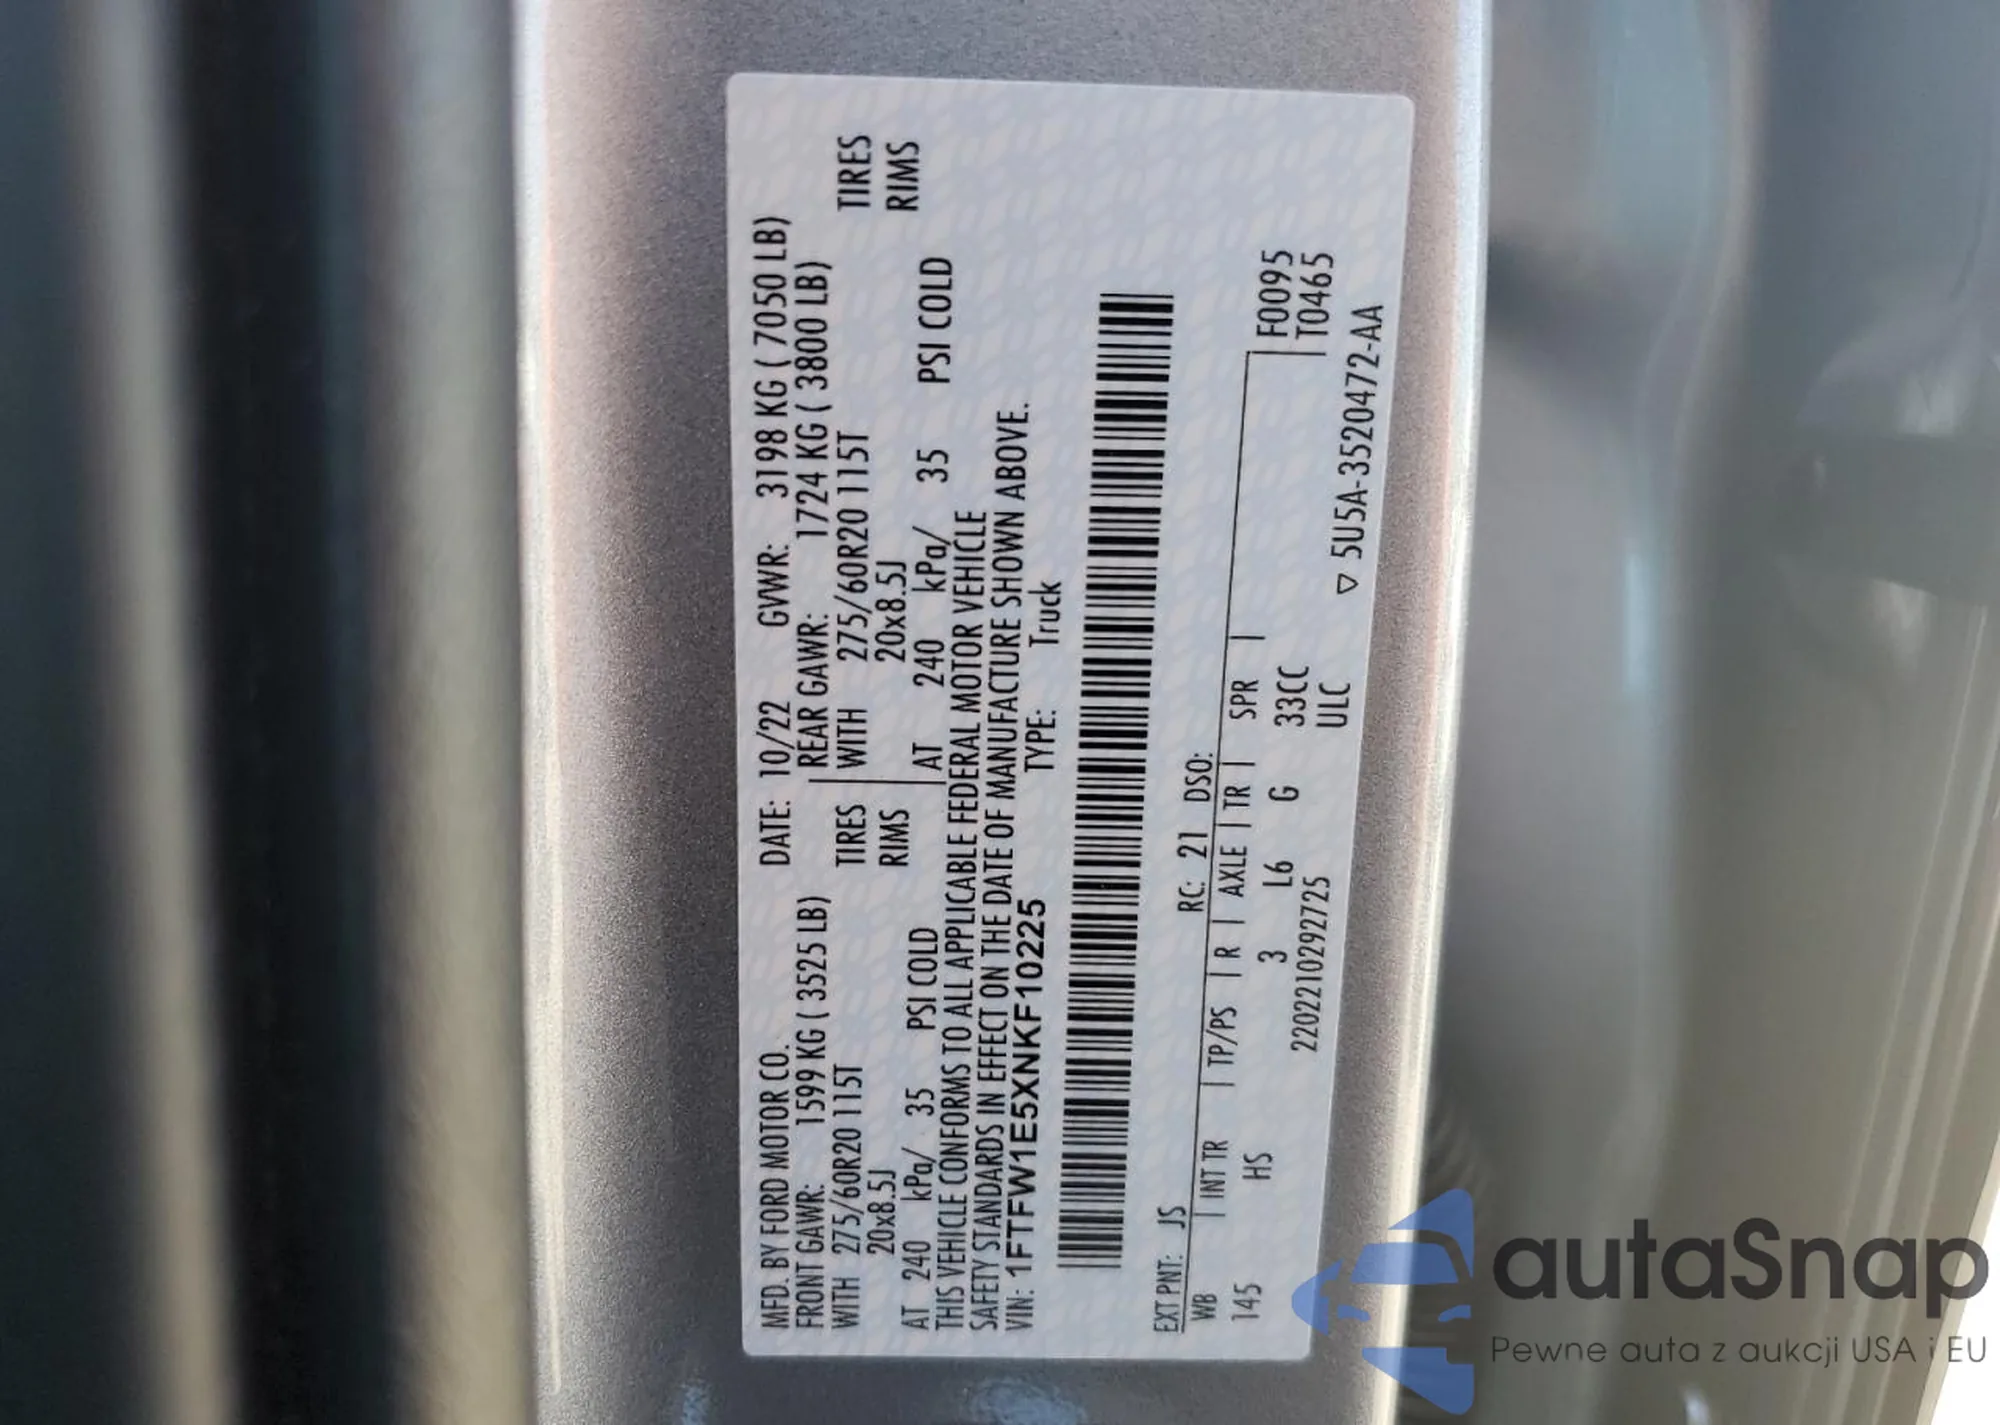 MFD. BY FORD MOTOR CO. DATE: 10/22 GVWR: 3198 KG ( 7050 LB)
FRONT GAWR: 1599 KG ( 3525 LB) REAR GAWR: 1724 KG ( 3800 LB)
WITH 275/60R20 115T TIRES WITH 275/60R20 115T TIRES
20x8.5J RIMS 20x8.5J RIMS
AT 240 kPa/ 35 PSI COLD AT 240 kPa/ 35 PSI COLD
THIS VEHICLE CONFORMS TO ALL APPLICABLE FEDERAL MOTOR VEHICLE
SAFETY STANDARDS IN EFFECT ON THE DATE OF MANUFACTURE SHOWN ABOVE.
VIN: 1FTFW1E5XNKF10225 TYPE: Truck
EXT PNT: JS RC: 21 DSO:
WB | INT TR | TP/PS | R | AXLE | TR | SPR | F0095
145 HS 3 L6 G 33CC T0465
2202210292725 ULC
▽ 5U5A-3520472-AA
autaSnap
Pewne auta z aukcji USA i EU